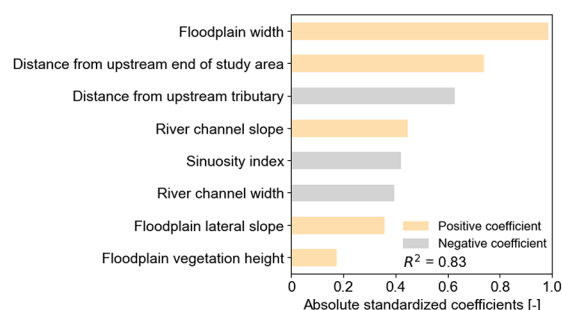 Floodplain width
Distance from upstream end of study area
Distance from upstream tributary
River channel slope
Sinuosity index
River channel width
Floodplain lateral slope
Floodplain vegetation height
Positive coefficient
Negative coefficient
R² = 0.83
0 0.2 0.4 0.6 0.8 1.0
Absolute standardized coefficients [-]